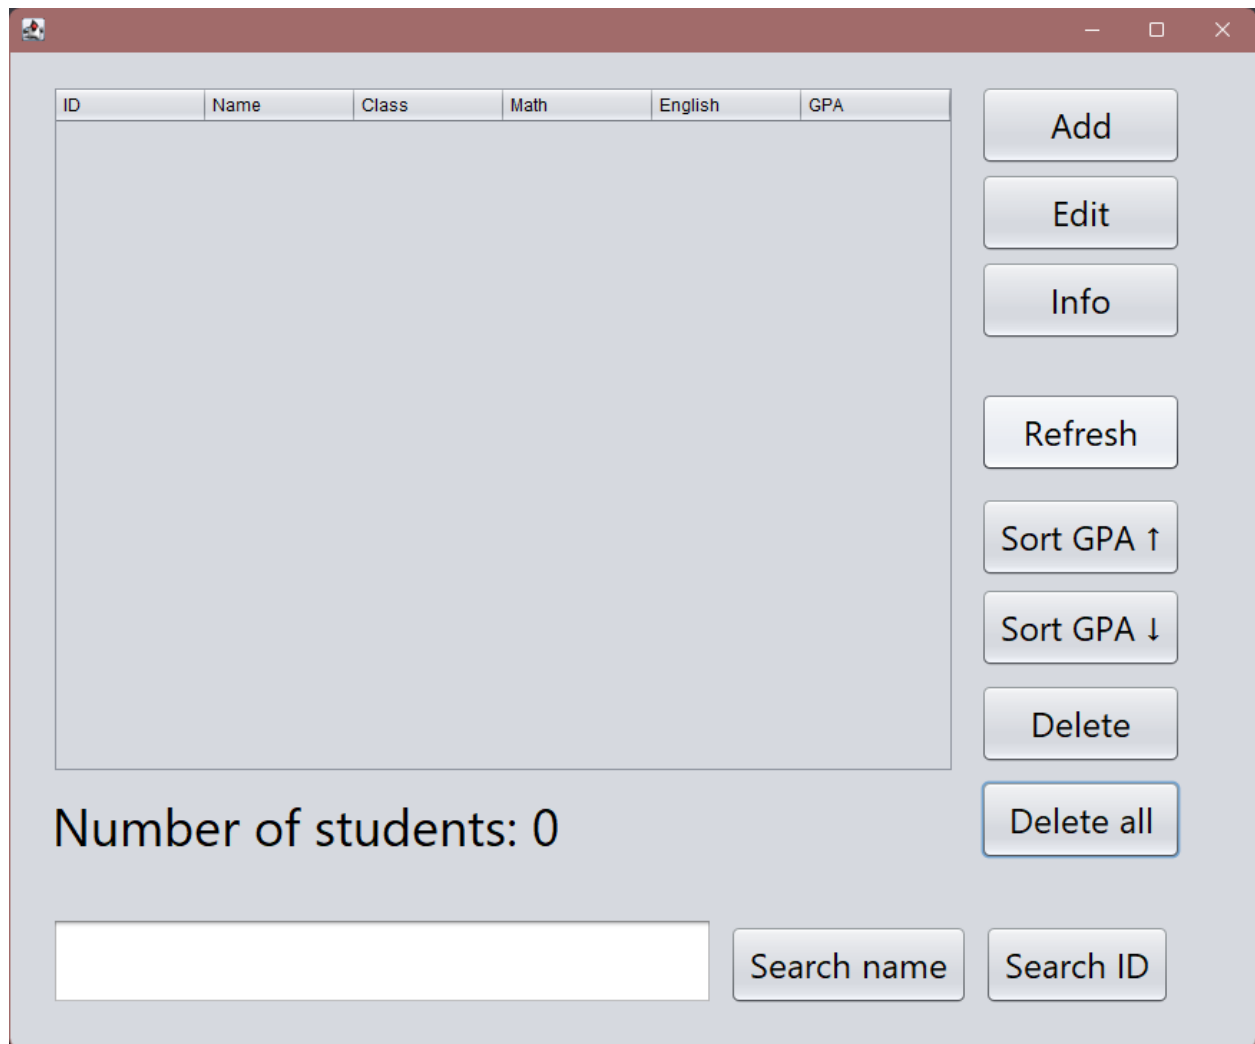 ID Name Class Math English GPA
Add
Edit
Info
Refresh
Sort GPA ↑
Sort GPA ↓
Delete
Delete all
Number of students: 0
Search name
Search ID